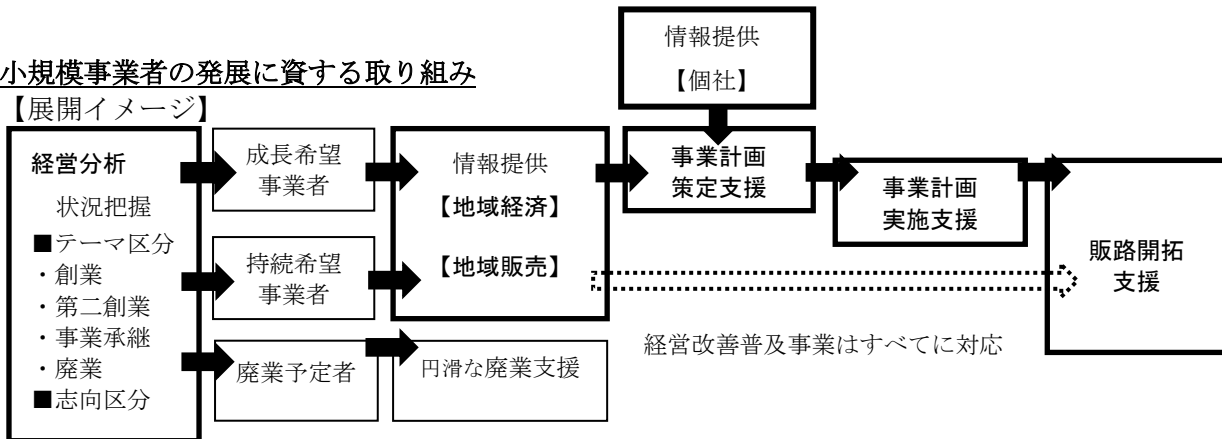 小規模事業者の発展に資する取り組み
【展開イメージ】
経営分析
状況把握
■テーマ区分
・創業
・第二創業
・事業承継
・廃業
■志向区分
成長希望
事業者
持続希望
事業者
廃業予定者
情報提供
【地域経済】
【地域販売】
円滑な廃業支援
情報提供
【個社】
事業計画
策定支援
事業計画
実施支援
販路開拓
支援
経営改善普及事業はすべてに対応